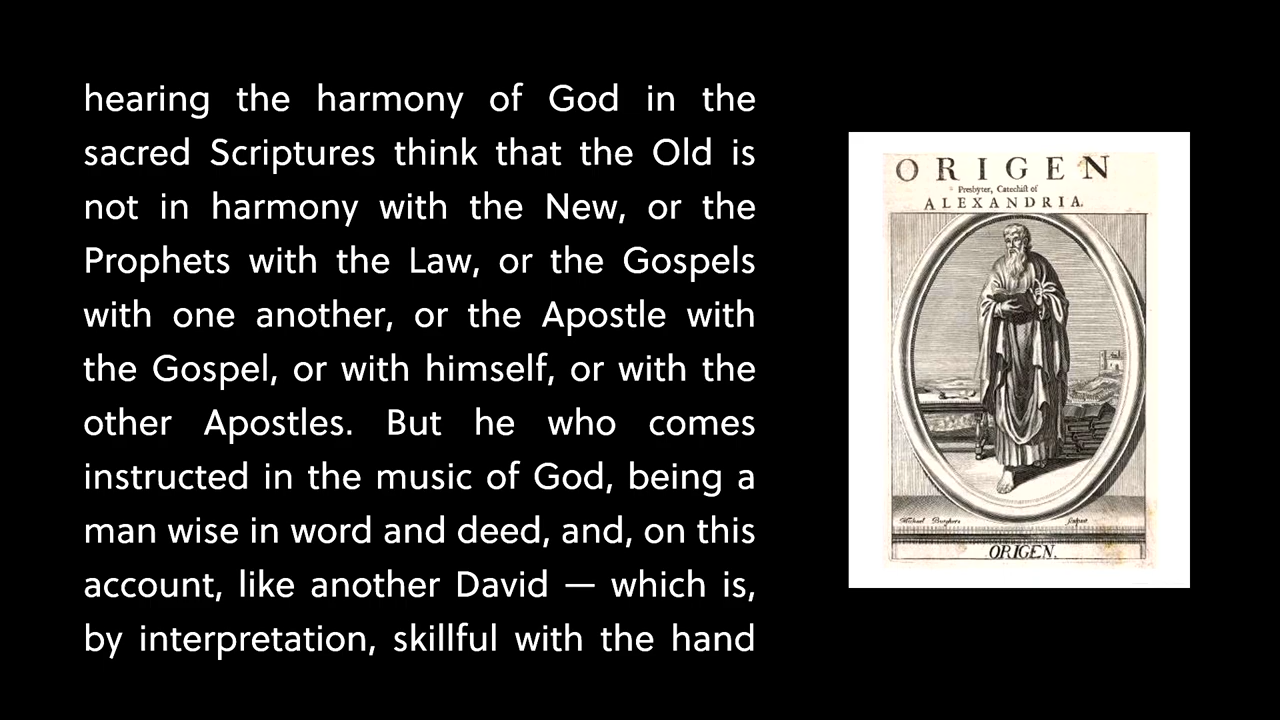 hearing the harmony of God in the
sacred Scriptures think that the Old is
not in harmony with the New, or the
Prophets with the Law, or the Gospels
with one another, or the Apostle with
the Gospel, or with himself, or with the
other Apostles. But he who comes
instructed in the music of God, being a
man wise in word and deed, and, on this
account, like another David — which is,
by interpretation, skillful with the hand
ORIGEN
Presbyter, Catechist of
ALEXANDRIA.
Michael Burghers sculpsit
ORIGEN.